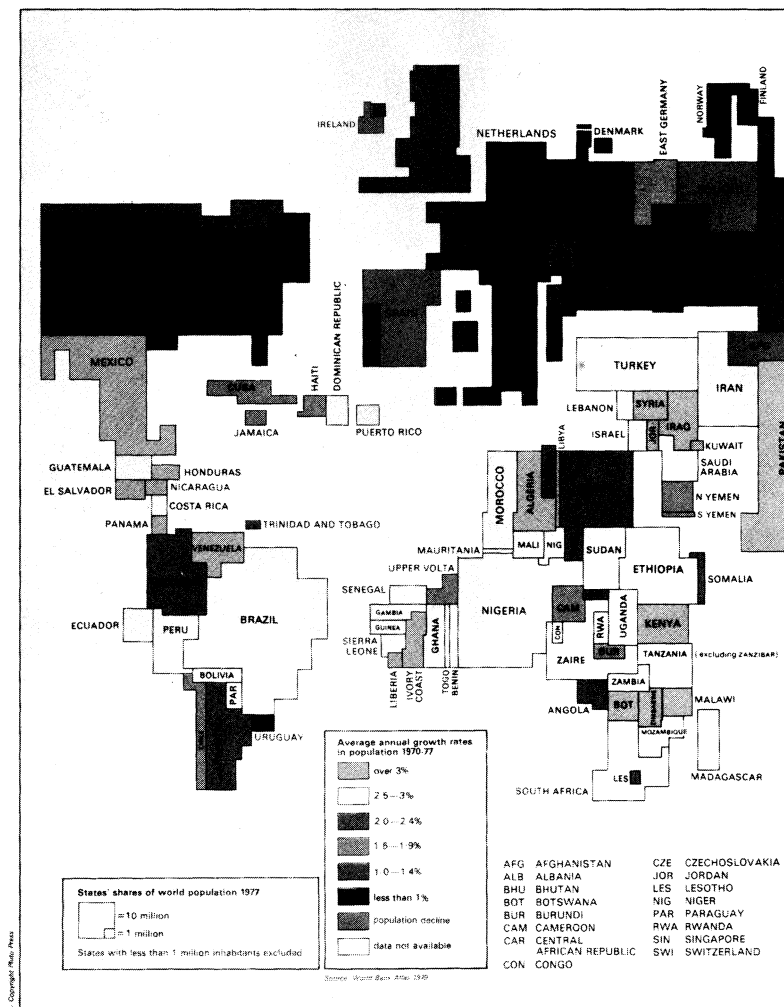 IRELAND
NETHERLANDS
DENMARK
EAST GERMANY
NORWAY
FINLAND
SPAIN
MEXICO
CUBA
HAITI
DOMINICAN REPUBLIC
JAMAICA
PUERTO RICO
TURKEY
IRAN
AFG
LEBANON
SYRIA
IRAQ
ISRAEL
JOR
KUWAIT
PAKISTAN
SAUDI
ARABIA
N YEMEN
S YEMEN
LIBYA
GUATEMALA
HONDURAS
EL SALVADOR
NICARAGUA
COSTA RICA
PANAMA
TRINIDAD AND TOBAGO
VENEZUELA
MOROCCO
ALGERIA
MALI
NIG
MAURITANIA
UPPER VOLTA
SUDAN
ETHIOPIA
SOMALIA
SENEGAL
GAMBIA
GUINEA
SIERRA
LEONE
LIBERIA
IVORY
COAST
GHANA
TOGO
BENIN
NIGERIA
CAM
CON
RWA
BUR
UGANDA
KENYA
ZAIRE
TANZANIA
(excluding ZANZIBAR)
ECUADOR
PERU
BRAZIL
BOLIVIA
PAR
URUGUAY
ZAMBIA
ANGOLA
BOT
MALAWI
MOZAMBIQUE
LES
SOUTH AFRICA
MADAGASCAR
Average annual growth rates
in population 1970-77
over 3%
2.5—3%
2.0—2.4%
1.5—1.9%
1.0—1.4%
less than 1%
population decline
data not available
States' shares of world population 1977
=10 million
=1 million
States with less than 1 million inhabitants excluded
AFG AFGHANISTAN
ALB ALBANIA
BHU BHUTAN
BOT BOTSWANA
BUR BURUNDI
CAM CAMEROON
CAR CENTRAL
AFRICAN REPUBLIC
CON CONGO
CZE CZECHOSLOVAKIA
JOR JORDAN
LES LESOTHO
NIG NIGER
PAR PARAGUAY
RWA RWANDA
SIN SINGAPORE
SWI SWITZERLAND
Source: World Bank Atlas 1979
Copyright Pluto Press